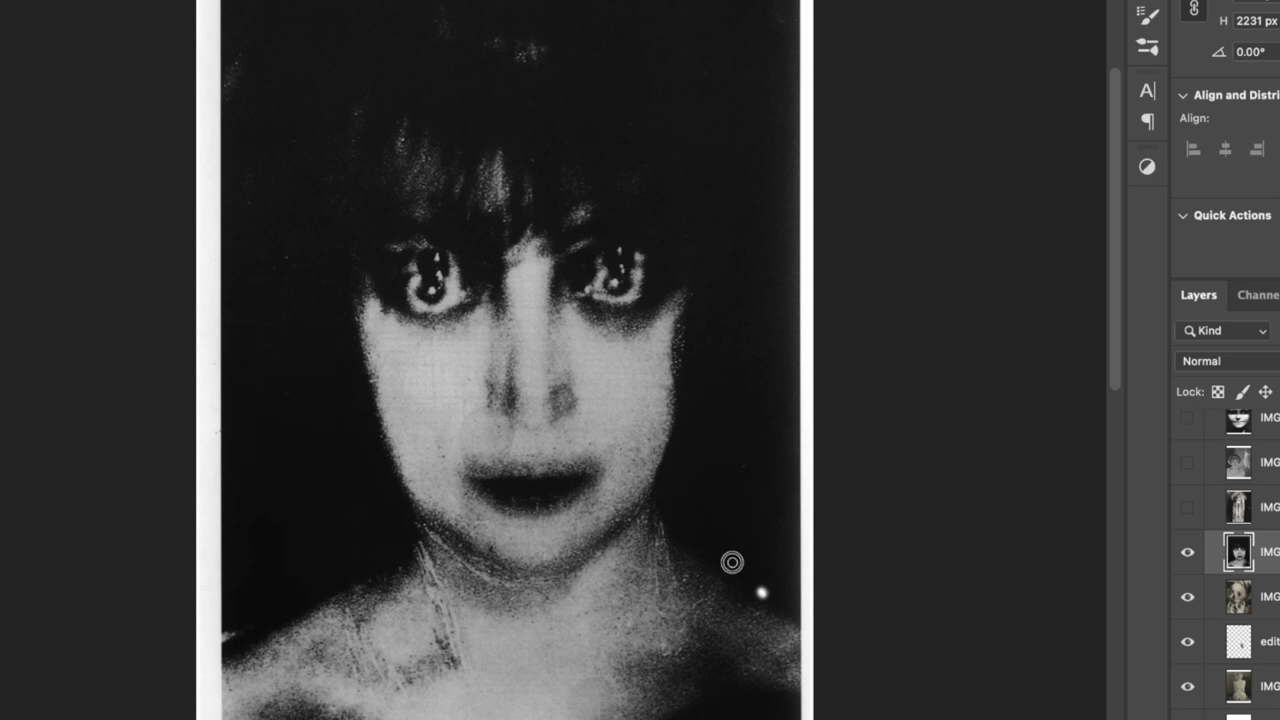 H 2231 px
0.00°
A
Align and Distri
Align:
Quick Actions
Layers Channe
Kind
Normal
Lock:
IMG
IMG
IMG
IMG
IMG
edit
IMG